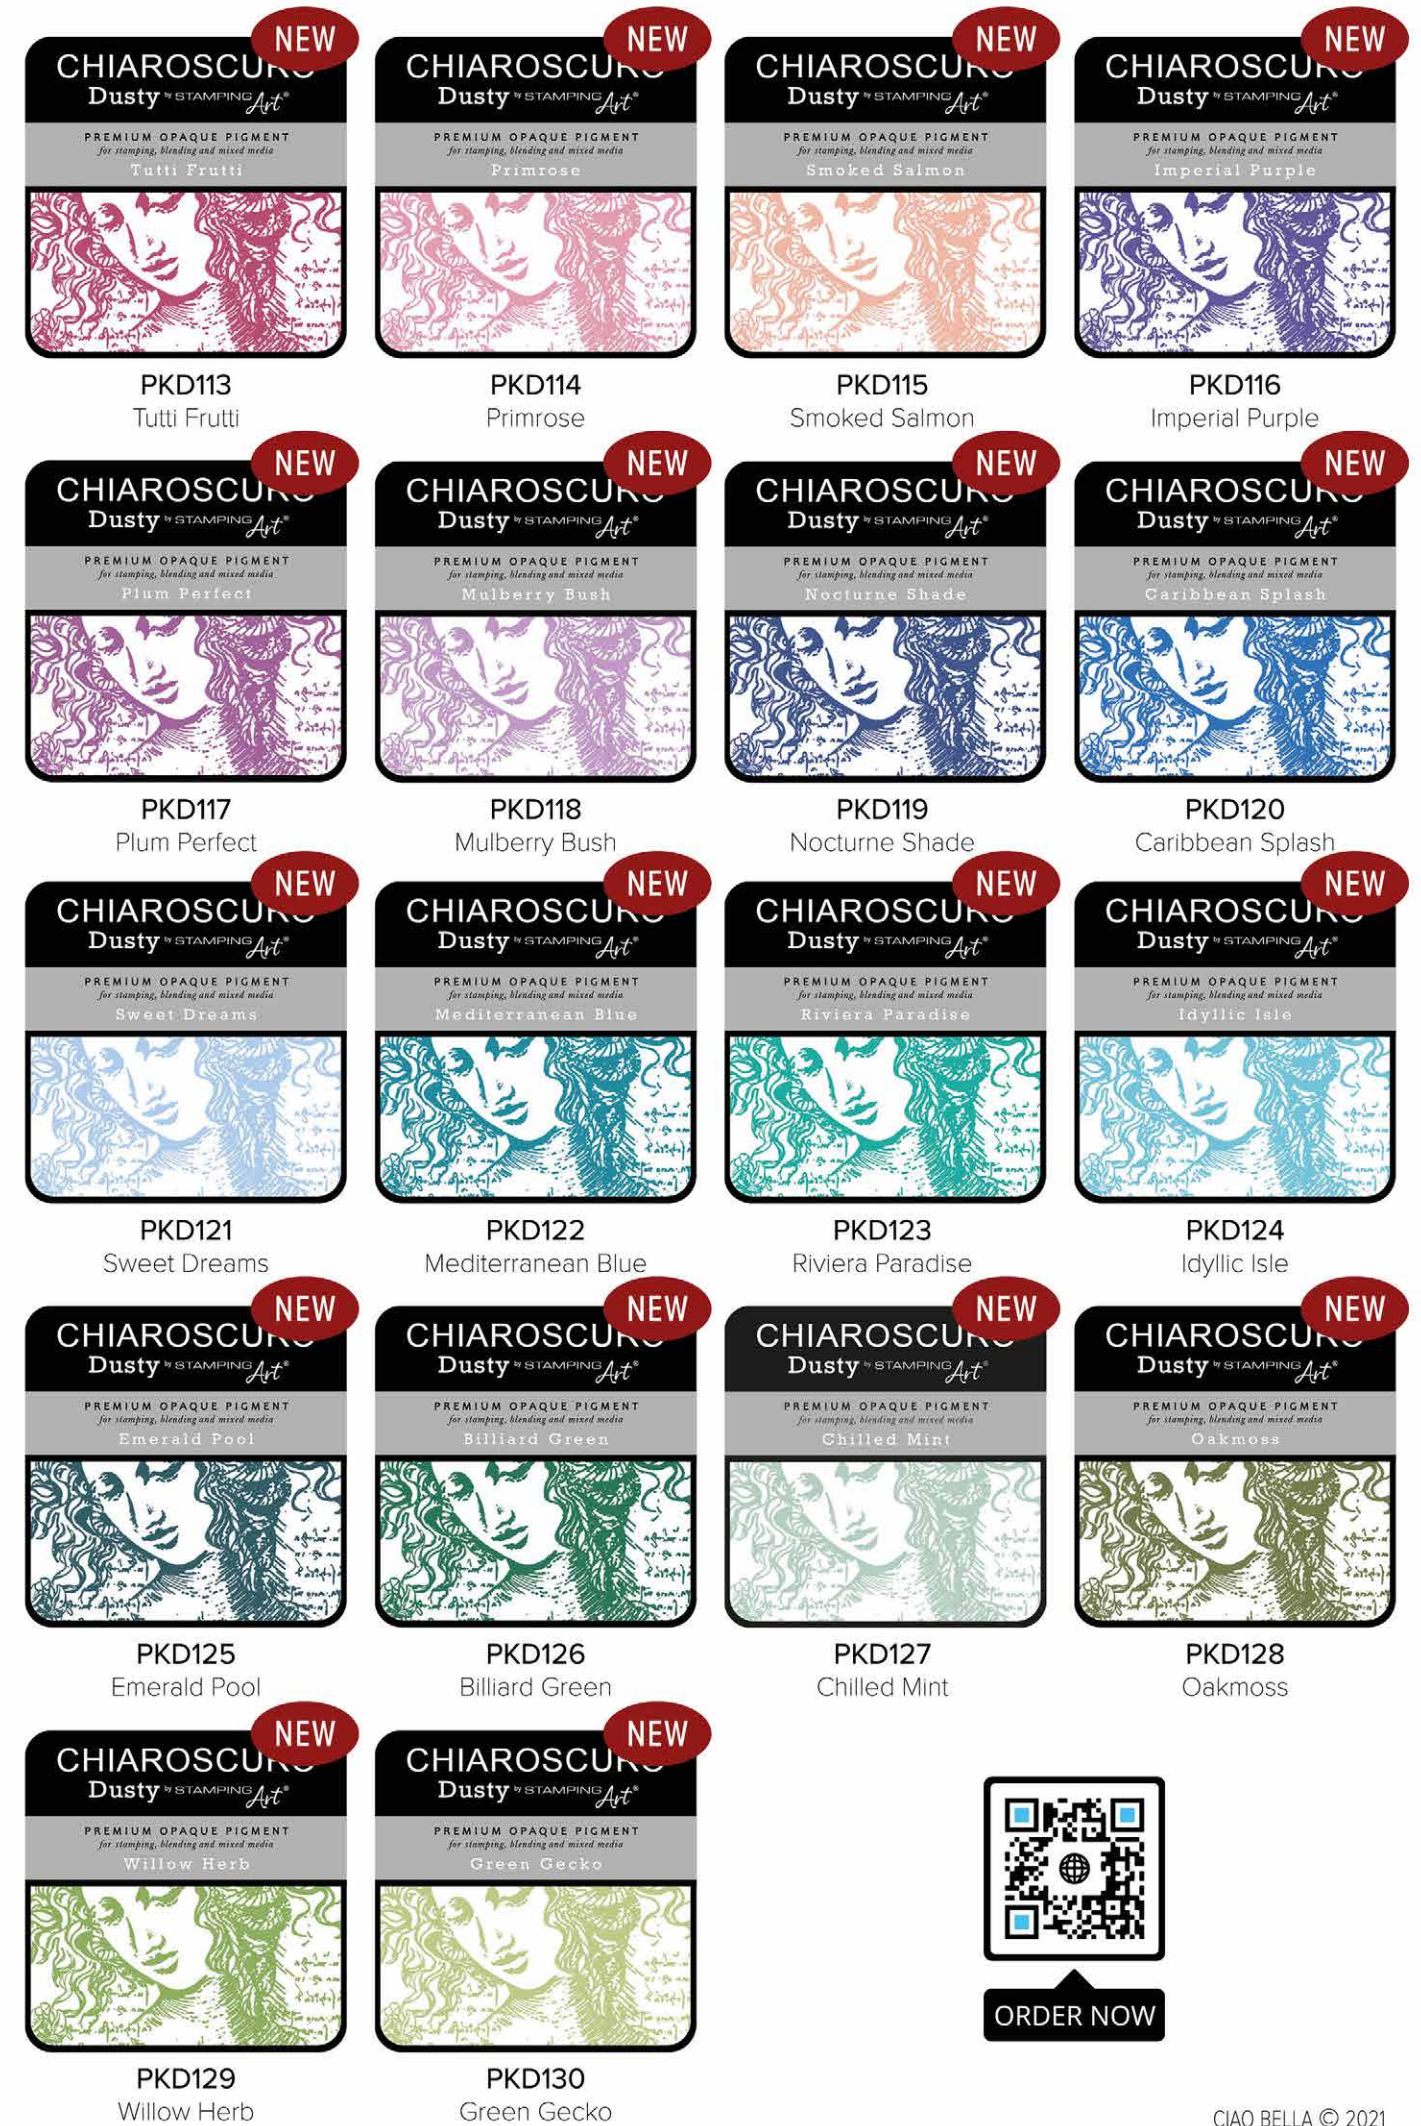 NEW
CHIAROSCURO
Dusty by STAMPING Art®
PREMIUM OPAQUE PIGMENT
for stamping, blending and mixed media
Tutti Frutti
PKD113
Tutti Frutti
NEW
CHIAROSCURO
Dusty by STAMPING Art®
PREMIUM OPAQUE PIGMENT
for stamping, blending and mixed media
Primrose
PKD114
Primrose
NEW
CHIAROSCURO
Dusty by STAMPING Art®
PREMIUM OPAQUE PIGMENT
for stamping, blending and mixed media
Smoked Salmon
PKD115
Smoked Salmon
NEW
CHIAROSCURO
Dusty by STAMPING Art®
PREMIUM OPAQUE PIGMENT
for stamping, blending and mixed media
Imperial Purple
PKD116
Imperial Purple
NEW
CHIAROSCURO
Dusty by STAMPING Art®
PREMIUM OPAQUE PIGMENT
for stamping, blending and mixed media
Plum Perfect
PKD117
Plum Perfect
NEW
CHIAROSCURO
Dusty by STAMPING Art®
PREMIUM OPAQUE PIGMENT
for stamping, blending and mixed media
Mulberry Bush
PKD118
Mulberry Bush
NEW
CHIAROSCURO
Dusty by STAMPING Art®
PREMIUM OPAQUE PIGMENT
for stamping, blending and mixed media
Nocturne Shade
PKD119
Nocturne Shade
NEW
CHIAROSCURO
Dusty by STAMPING Art®
PREMIUM OPAQUE PIGMENT
for stamping, blending and mixed media
Caribbean Splash
PKD120
Caribbean Splash
NEW
CHIAROSCURO
Dusty by STAMPING Art®
PREMIUM OPAQUE PIGMENT
for stamping, blending and mixed media
Sweet Dreams
PKD121
Sweet Dreams
NEW
CHIAROSCURO
Dusty by STAMPING Art®
PREMIUM OPAQUE PIGMENT
for stamping, blending and mixed media
Mediterranean Blue
PKD122
Mediterranean Blue
NEW
CHIAROSCURO
Dusty by STAMPING Art®
PREMIUM OPAQUE PIGMENT
for stamping, blending and mixed media
Riviera Paradise
PKD123
Riviera Paradise
NEW
CHIAROSCURO
Dusty by STAMPING Art®
PREMIUM OPAQUE PIGMENT
for stamping, blending and mixed media
Idyllic Isle
PKD124
Idyllic Isle
NEW
CHIAROSCURO
Dusty by STAMPING Art®
PREMIUM OPAQUE PIGMENT
for stamping, blending and mixed media
Emerald Pool
PKD125
Emerald Pool
NEW
CHIAROSCURO
Dusty by STAMPING Art®
PREMIUM OPAQUE PIGMENT
for stamping, blending and mixed media
Billiard Green
PKD126
Billiard Green
NEW
CHIAROSCURO
Dusty by STAMPING Art®
PREMIUM OPAQUE PIGMENT
for stamping, blending and mixed media
Chilled Mint
PKD127
Chilled Mint
NEW
CHIAROSCURO
Dusty by STAMPING Art®
PREMIUM OPAQUE PIGMENT
for stamping, blending and mixed media
Oakmoss
PKD128
Oakmoss
NEW
CHIAROSCURO
Dusty by STAMPING Art®
PREMIUM OPAQUE PIGMENT
for stamping, blending and mixed media
Willow Herb
PKD129
Willow Herb
NEW
CHIAROSCURO
Dusty by STAMPING Art®
PREMIUM OPAQUE PIGMENT
for stamping, blending and mixed media
Green Gecko
PKD130
Green Gecko
ORDER NOW
CIAO BELLA © 2021